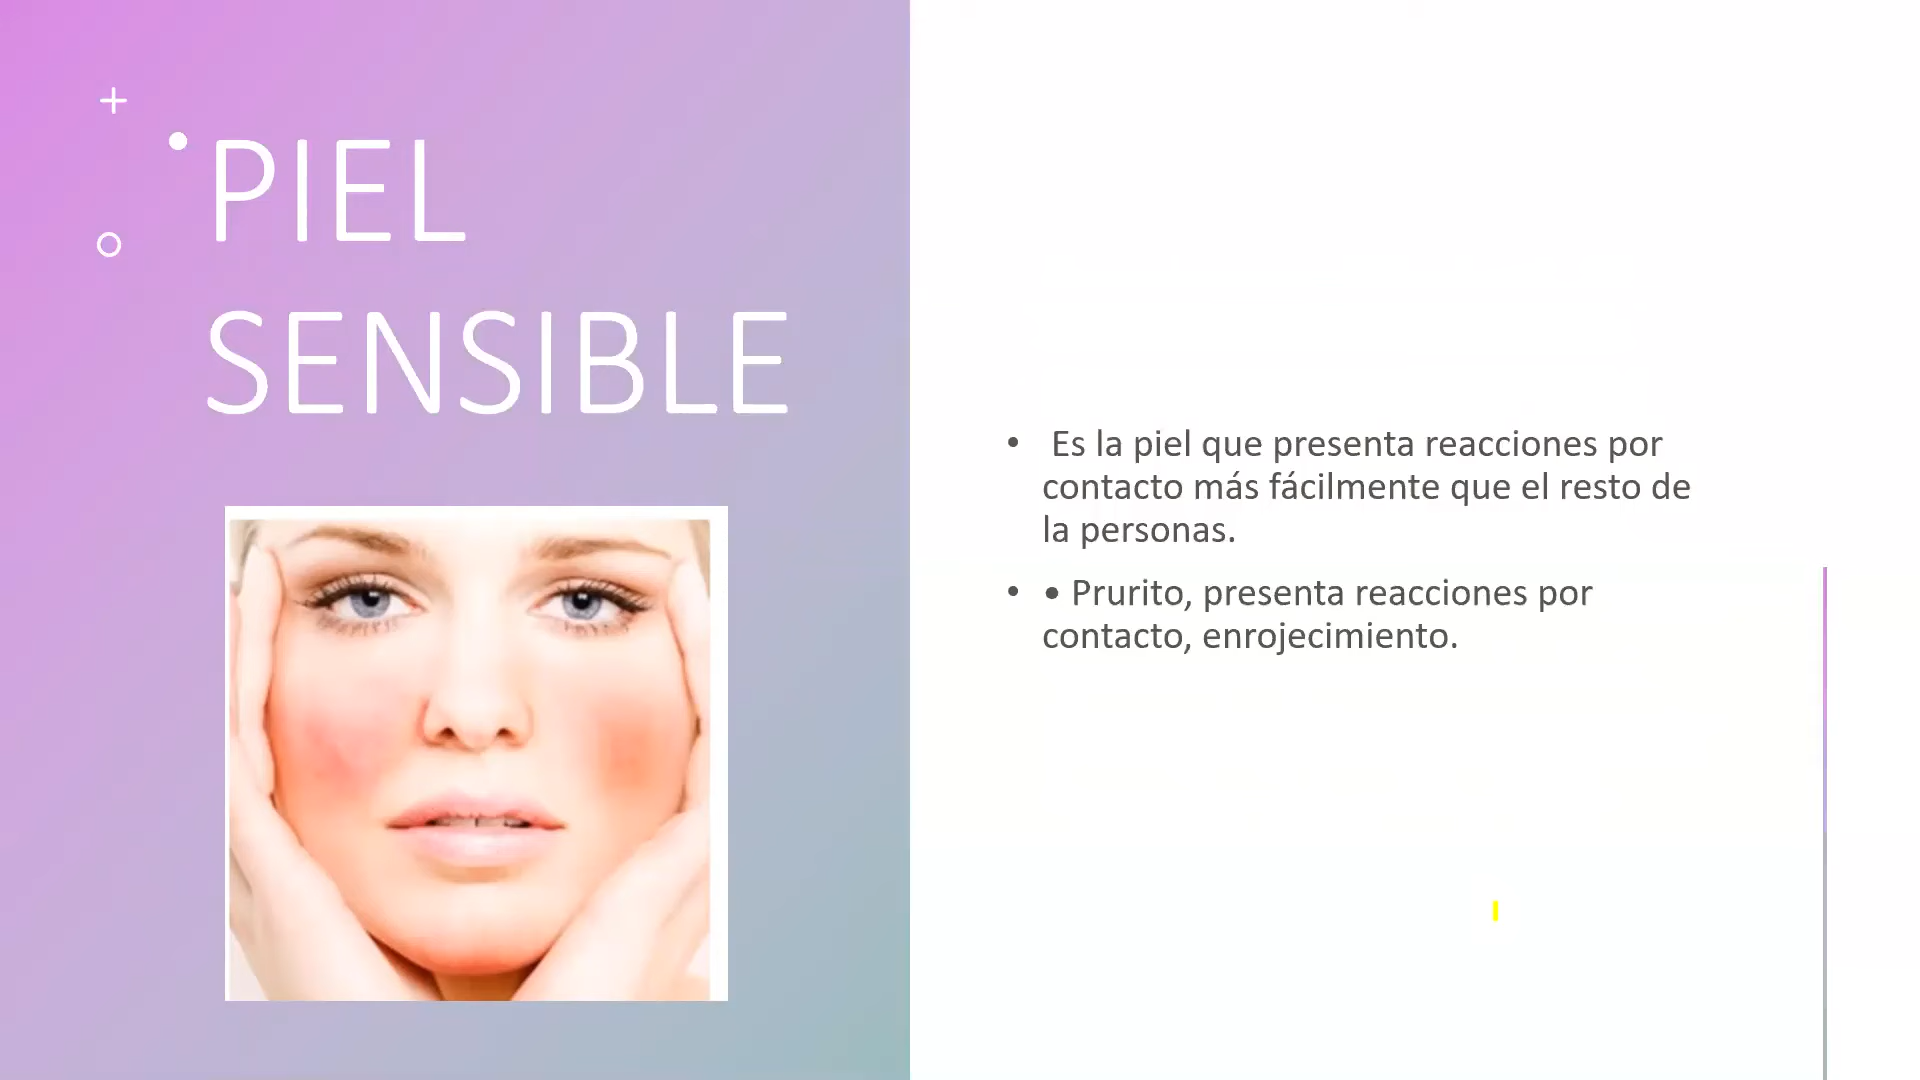 PIEL
SENSIBLE
• Es la piel que presenta reacciones por
contacto más fácilmente que el resto de
la personas.
• • Prurito, presenta reacciones por
contacto, enrojecimiento.